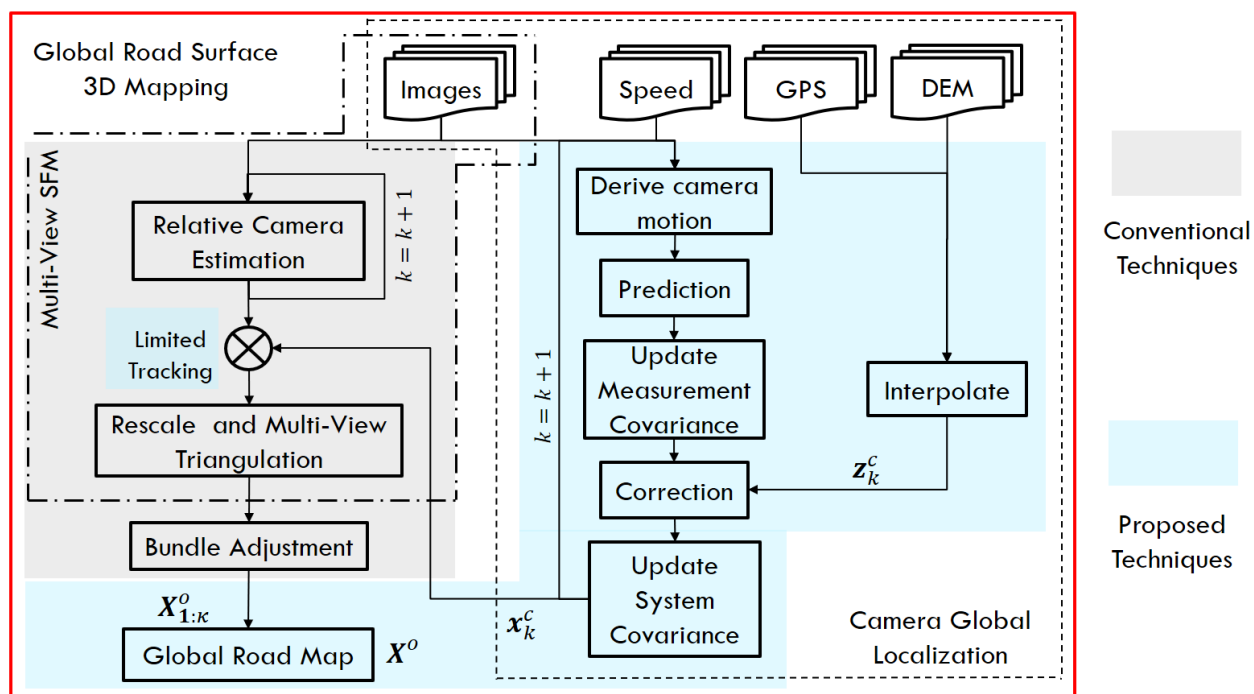 Global Road Surface
3D Mapping
Images
Speed
GPS
DEM
Multi-View SFM
Relative Camera
Estimation
k = k + 1
Limited
Tracking
Rescale and Multi-View
Triangulation
Bundle Adjustment
X^o_{1:κ}
Global Road Map
X^o
Derive camera
motion
Prediction
Update
Measurement
Covariance
k = k + 1
Correction
Update
System
Covariance
x^c_k
Interpolate
z^c_k
Camera Global
Localization
Conventional
Techniques
Proposed
Techniques